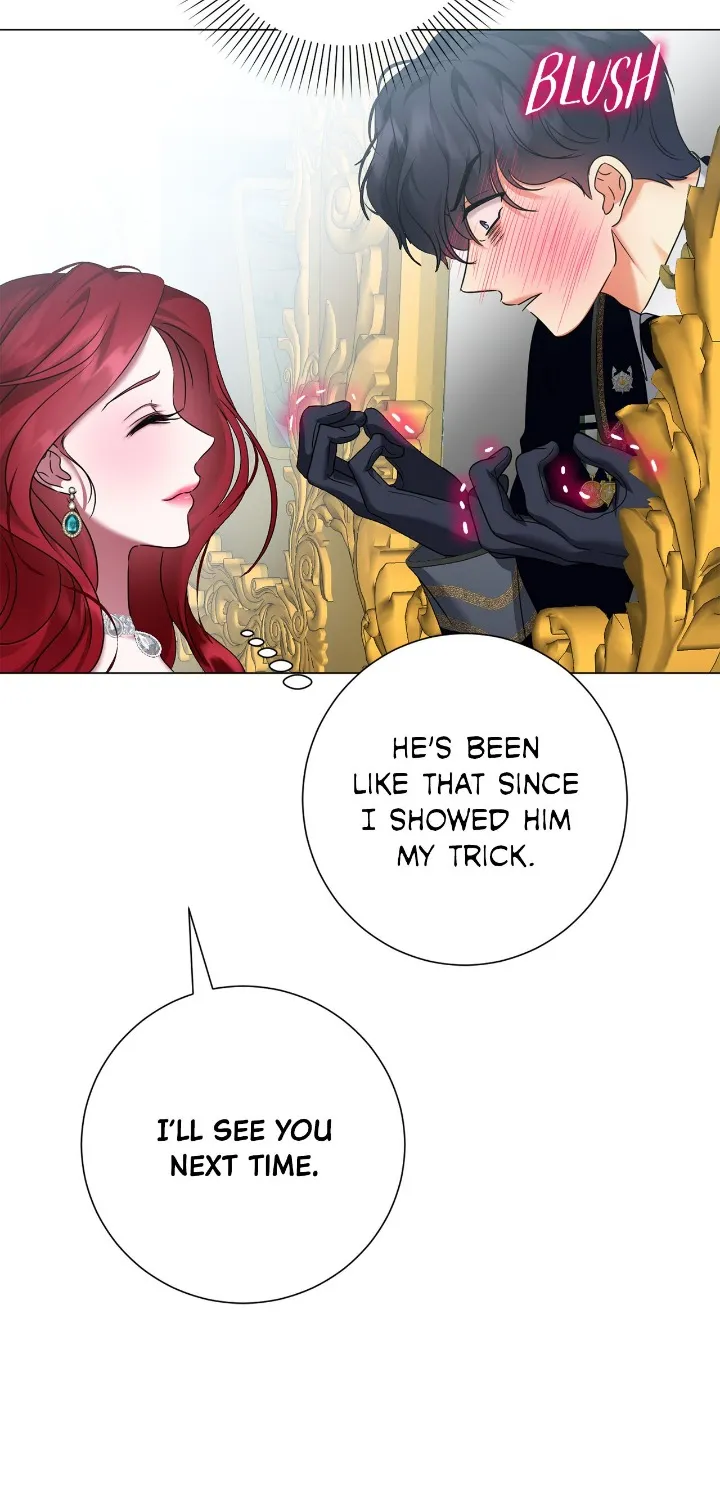 BLUSH
HE'S BEEN
LIKE THAT SINCE
I SHOWED HIM
MY TRICK.
I'LL SEE YOU
NEXT TIME.